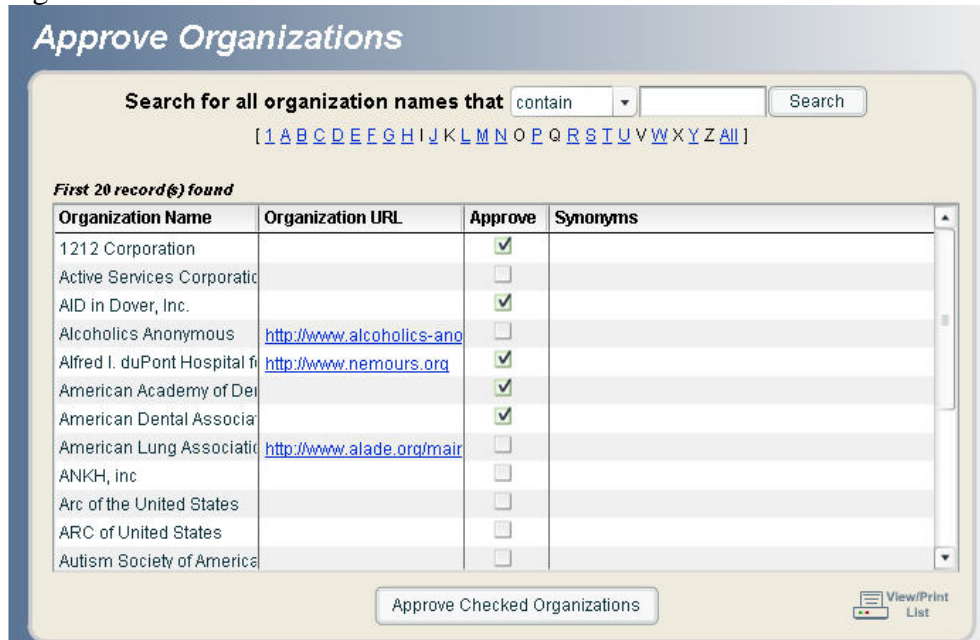 Approve Organizations
Search for all organization names that contain Search
[ 1 A B C D E F G H I J K L M N O P Q R S T U V W X Y Z All ]
First 20 record(s) found
Organization Name Organization URL Approve Synonyms
1212 Corporation
Active Services Corporatic
AID in Dover, Inc.
Alcoholics Anonymous http://www.alcoholics-ano
Alfred I. duPont Hospital f http://www.nemours.org
American Academy of Der
American Dental Associa
American Lung Associatic http://www.alade.org/mair
ANKH, inc
Arc of the United States
ARC of United States
Autism Society of America
Approve Checked Organizations
View/Print
List